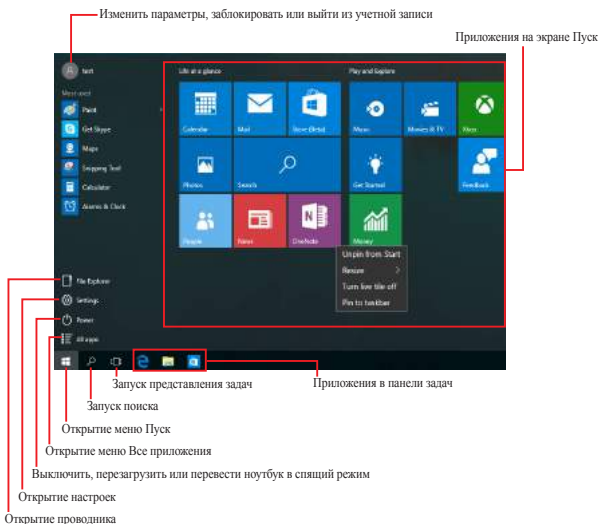 Изменить параметры, заблокировать или выйти из учетной записи
Приложения на экране Пуск
test
Life at a glance
Play and Explore
Most used
Paint
Get Skype
Maps
Snipping Tool
Calculator
Alarms & Clock
Calendar
Mail
Store (Beta)
Music
Movies & TV
Xbox
Photos
Search
Get Started
Feedback
People
News
OneNote
Money
Unpin from Start
Resize
Turn live tile off
Pin to taskbar
File Explorer
Settings
Power
All apps
Запуск представления задач
Приложения в панели задач
Запуск поиска
Открытие меню Пуск
Открытие меню Все приложения
Выключить, перезагрузить или перевести ноутбук в спящий режим
Открытие настроек
Открытие проводника